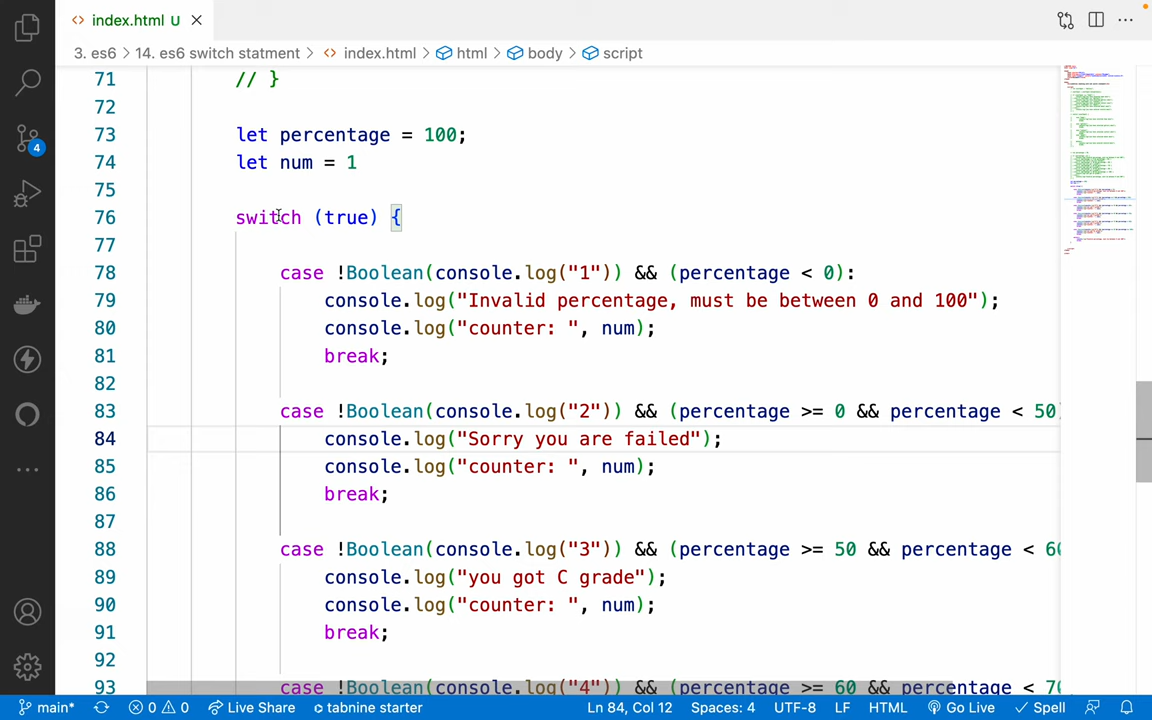 index.html U
3. es6 > 14. es6 switch statment > index.html > html > body > script
71 // }
72
73 let percentage = 100;
74 let num = 1
75
76 switch (true) {
77
78 case !Boolean(console.log("1")) && (percentage < 0):
79 console.log("Invalid percentage, must be between 0 and 100");
80 console.log("counter: ", num);
81 break;
82
83 case !Boolean(console.log("2")) && (percentage >= 0 && percentage < 50)
84 console.log("Sorry you are failed");
85 console.log("counter: ", num);
86 break;
87
88 case !Boolean(console.log("3")) && (percentage >= 50 && percentage < 60
89 console.log("you got C grade");
90 console.log("counter: ", num);
91 break;
92
93 case !Boolean(console.log("4")) && (percentage >= 60 && percentage < 70
4
main* 0 0 Live Share tabnine starter Ln 84, Col 12 Spaces: 4 UTF-8 LF HTML Go Live Spell